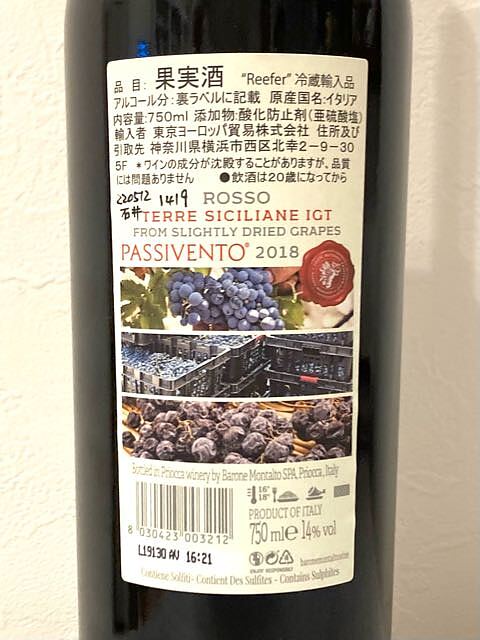 品 目: 果実酒 "Reefer" 冷蔵輸入品
アルコール分:裏ラベルに記載 原産国名:イタリア
内容量:750ml 添加物:酸化防止剤(亜硫酸塩)
輸入者 東京ヨーロッパ貿易株式会社 住所及び
引取先 神奈川県横浜市西区北幸2-9-30
5F *ワインの成分が沈殿することがありますが、品質
には問題ありません ●飲酒は20歳になってから
220512 1419
石井
ROSSO
TERRE SICILIANE IGT
FROM SLIGHTLY DRIED GRAPES
PASSIVENTO® 2018
Bottled in Priocca winery by Barone Montalto SPA, Priocca, Italy
16°
18°
PRODUCT OF ITALY
750 ml e 14% vol
8 030423 003212
L19130 AV 16:21
ENJOY RESPONSIBLY
Contiene Solfiti- Contient Des Sulfites - Contains Sulphites